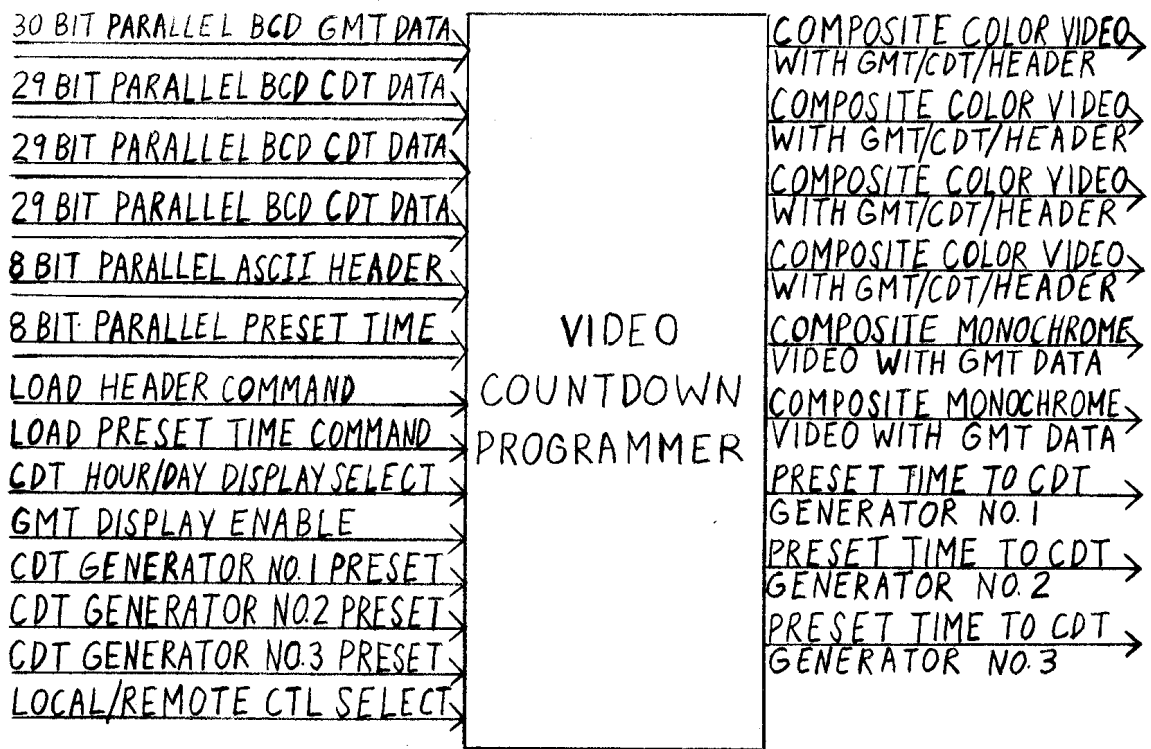 30 BIT PARALLEL BCD GMT DATA
29 BIT PARALLEL BCD CDT DATA
29 BIT PARALLEL BCD CDT DATA
29 BIT PARALLEL BCD CDT DATA
8 BIT PARALLEL ASCII HEADER
8 BIT PARALLEL PRESET TIME
LOAD HEADER COMMAND
LOAD PRESET TIME COMMAND
CDT HOUR/DAY DISPLAY SELECT
GMT DISPLAY ENABLE
CDT GENERATOR NO. 1 PRESET
CDT GENERATOR NO.2 PRESET
CDT GENERATOR NO.3 PRESET
LOCAL/REMOTE CTL SELECT
VIDEO
COUNTDOWN
PROGRAMMER
COMPOSITE COLOR VIDEO
WITH GMT/CDT/HEADER
COMPOSITE COLOR VIDEO
WITH GMT/CDT/HEADER
COMPOSITE COLOR VIDEO
WITH GMT/CDT/HEADER
COMPOSITE COLOR VIDEO
WITH GMT/CDT/HEADER
COMPOSITE MONOCHROME
VIDEO WITH GMT DATA
COMPOSITE MONOCHROME
VIDEO WITH GMT DATA
PRESET TIME TO CDT
GENERATOR NO. 1
PRESET TIME TO CDT
GENERATOR NO. 2
PRESET TIME TO CDT
GENERATOR NO. 3